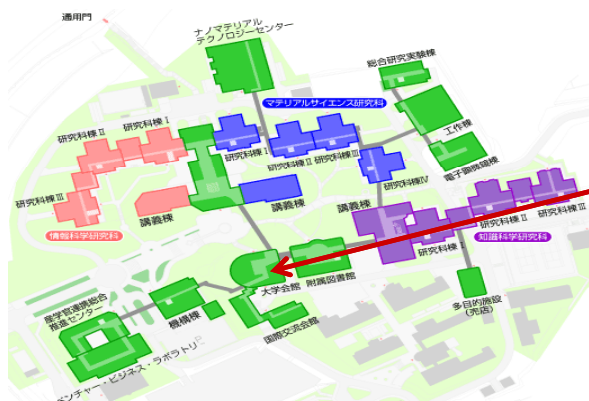 通用門
ナノマテリアル
テクノロジーセンター
総合研究実験棟
マテリアルサイエンス研究科
工作棟
電子顕微鏡棟
研究科棟Ⅰ
研究科棟Ⅱ
研究科棟Ⅲ
研究科棟Ⅰ
研究科棟Ⅱ
研究科棟Ⅲ
研究科棟Ⅳ
講義棟
講義棟
講義棟
情報科学研究科
研究科棟Ⅰ
研究科棟Ⅱ
研究科棟Ⅲ
知識科学研究科
大学会館
附属図書館
多目的施設
(売店)
産学官連携総合
推進センター
機構棟
国際交流会館
ベンチャー・ビジネス・ラボラトリ